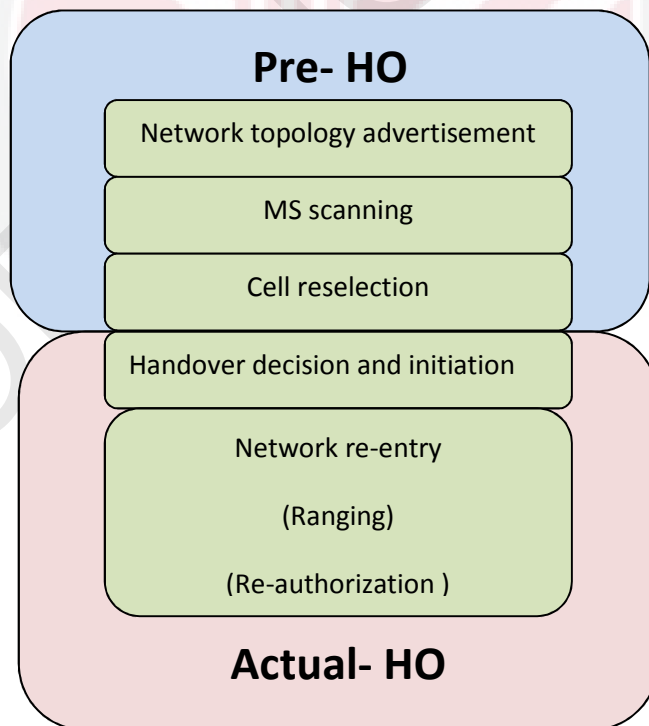 Pre- HO
Network topology advertisement
MS scanning
Cell reselection
Handover decision and initiation
Network re-entry
(Ranging)
(Re-authorization )
Actual- HO